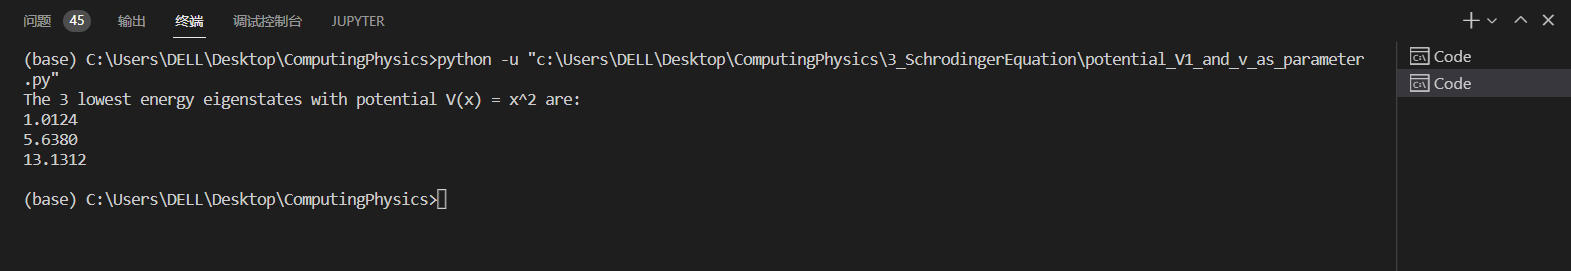 问题 45 输出 终端 调试控制台 JUPYTER
(base) C:\Users\DELL\Desktop\ComputingPhysics>python -u "c:\Users\DELL\Desktop\ComputingPhysics\3_SchrodingerEquation\potential_V1_and_v_as_parameter
.py"
The 3 lowest energy eigenstates with potential V(x) = x^2 are:
1.0124
5.6380
13.1312
(base) C:\Users\DELL\Desktop\ComputingPhysics>
Code
Code